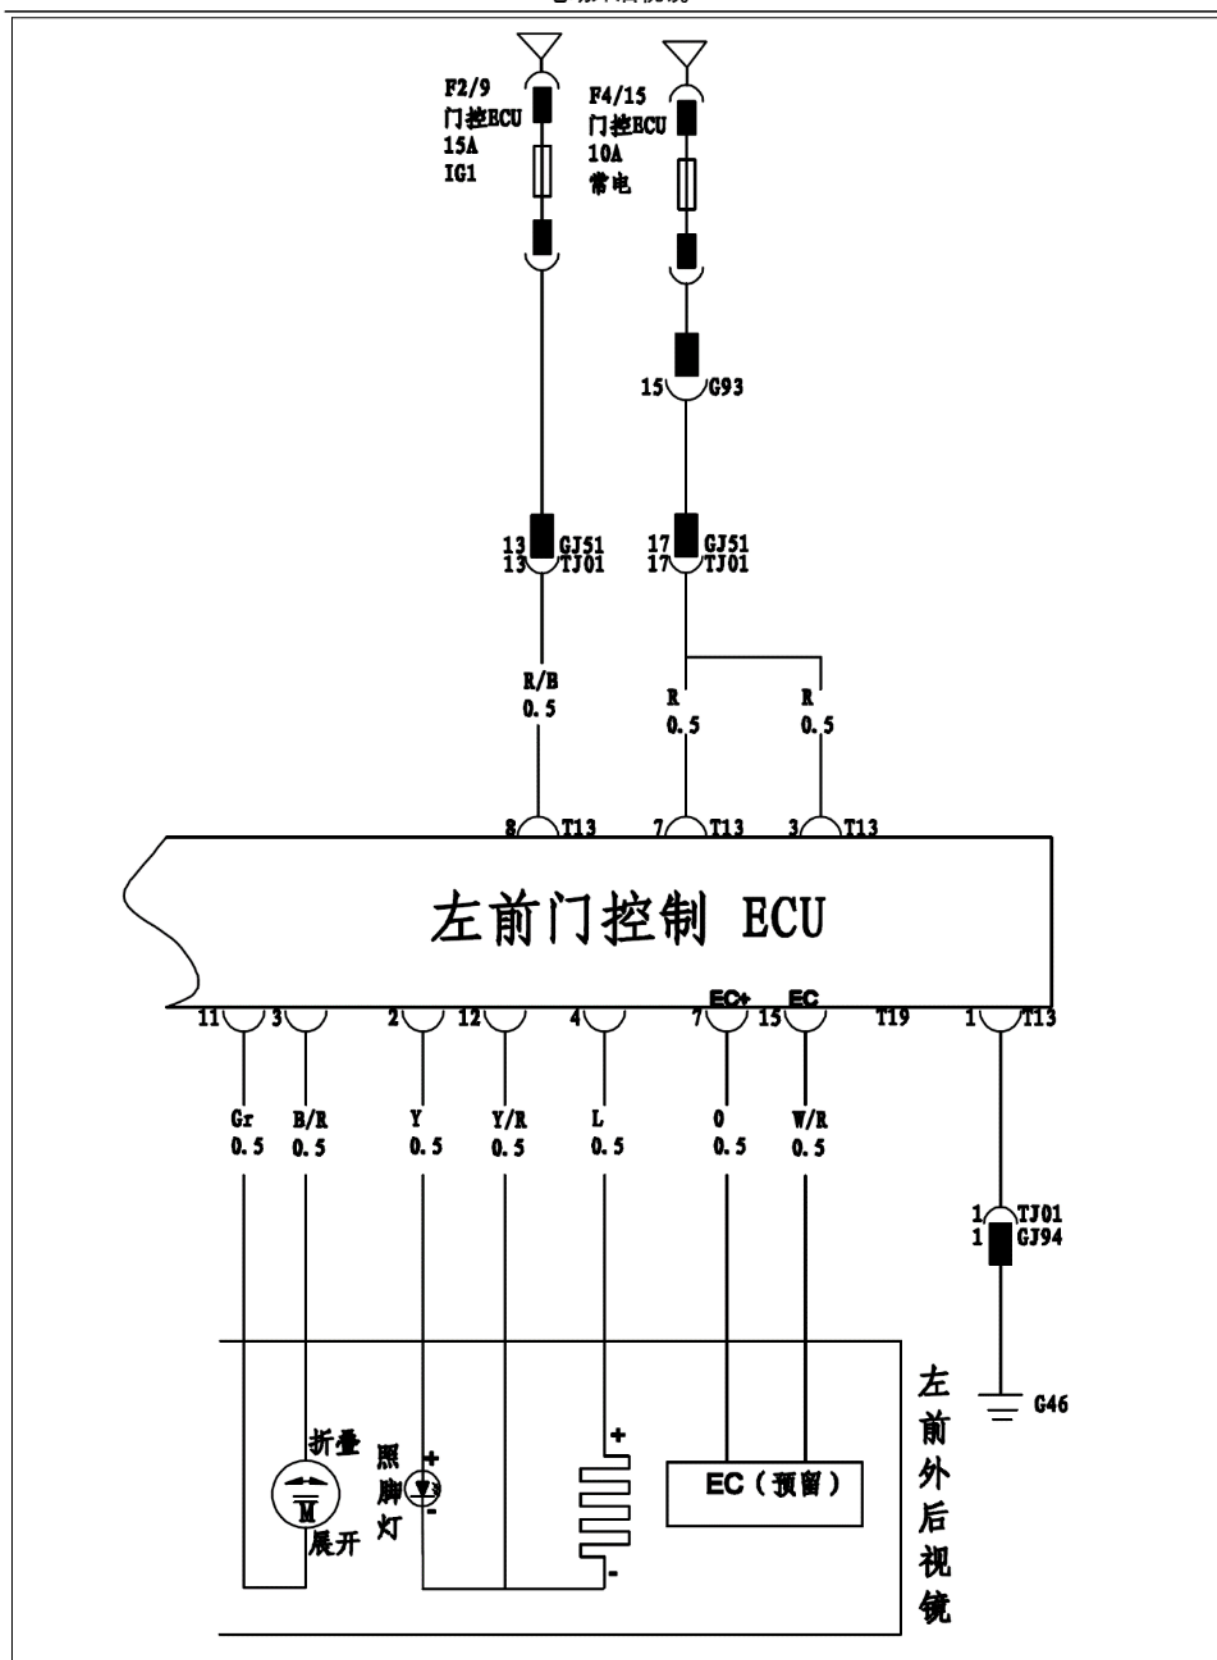 F2/9
门控ECU
15A
IG1
F4/15
门控ECU
10A
常电
15 G93
13 GJ51
13 TJ01
17 GJ51
17 TJ01
R/B
0.5
R
0.5
R
0.5
8 T13
7 T13
3 T13
左前门控制 ECU
EC+
EC
11
3
2
12
4
7
15
T19
1 T13
Gr
0.5
B/R
0.5
Y
0.5
Y/R
0.5
L
0.5
O
0.5
W/R
0.5
1 TJ01
1 GJ94
G46
折叠
M
展开
照脚灯
+
-
+
-
EC（预留）
左前外后视镜